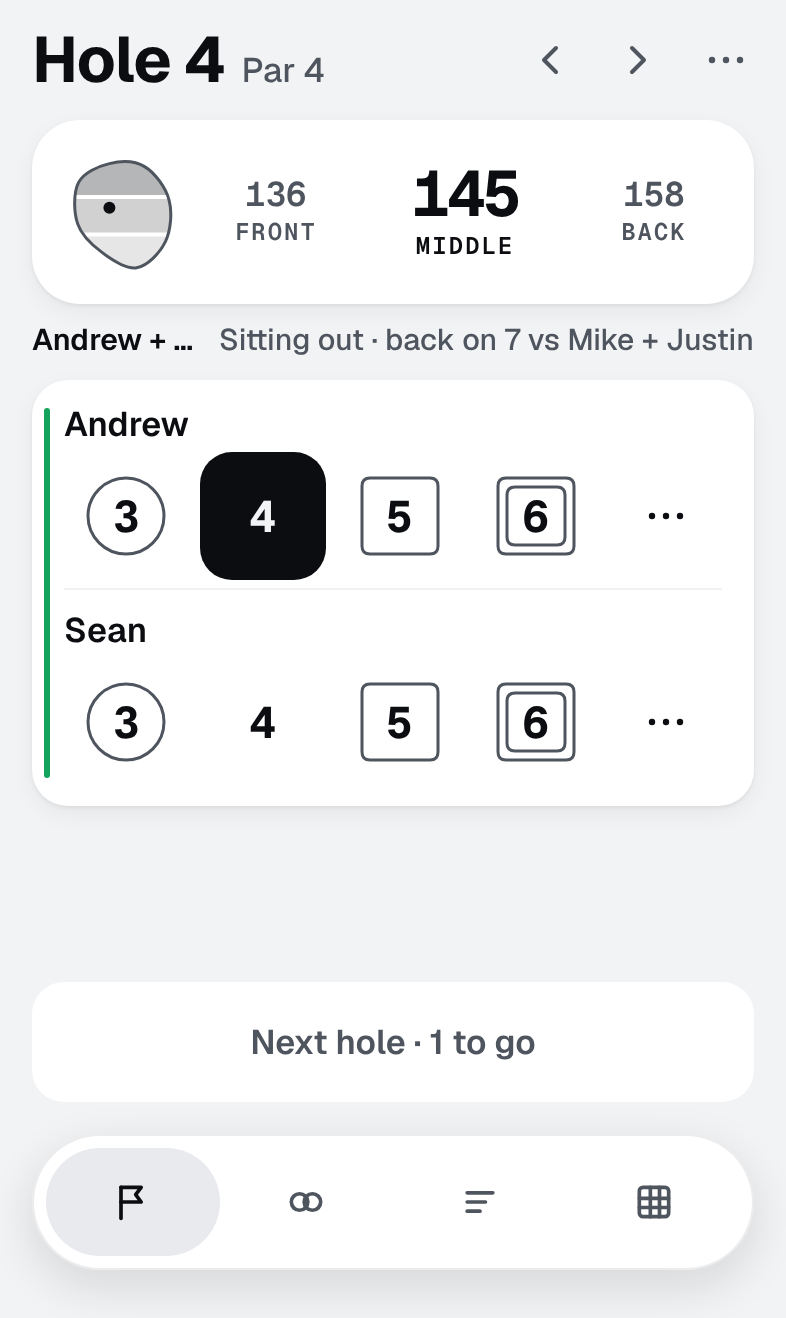 Hole 4 Par 4
136 145 158
FRONT MIDDLE BACK
Andrew + ... Sitting out · back on 7 vs Mike + Justin
Andrew
3 4 5 6 ...
Sean
3 4 5 6 ...
Next hole · 1 to go